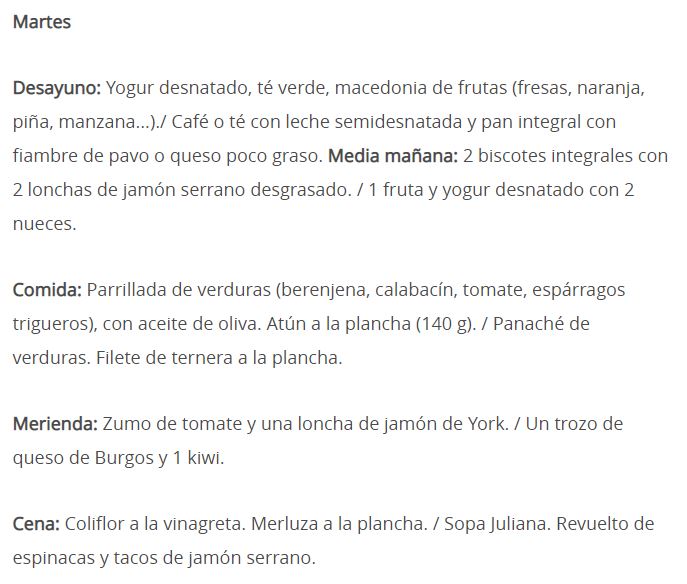 Martes
Desayuno: Yogur desnatado, té verde, macedonia de frutas (fresas, naranja,
piña, manzana...)./ Café o té con leche semidesnatada y pan integral con
fiambre de pavo o queso poco graso. Media mañana: 2 biscotes integrales con
2 lonchas de jamón serrano desgrasado. / 1 fruta y yogur desnatado con 2
nueces.
Comida: Parrillada de verduras (berenjena, calabacín, tomate, espárragos
trigueros), con aceite de oliva. Atún a la plancha (140 g). / Panaché de
verduras. Filete de ternera a la plancha.
Merienda: Zumo de tomate y una loncha de jamón de York. / Un trozo de
queso de Burgos y 1 kiwi.
Cena: Coliflor a la vinagreta. Merluza a la plancha. / Sopa Juliana. Revuelto de
espinacas y tacos de jamón serrano.